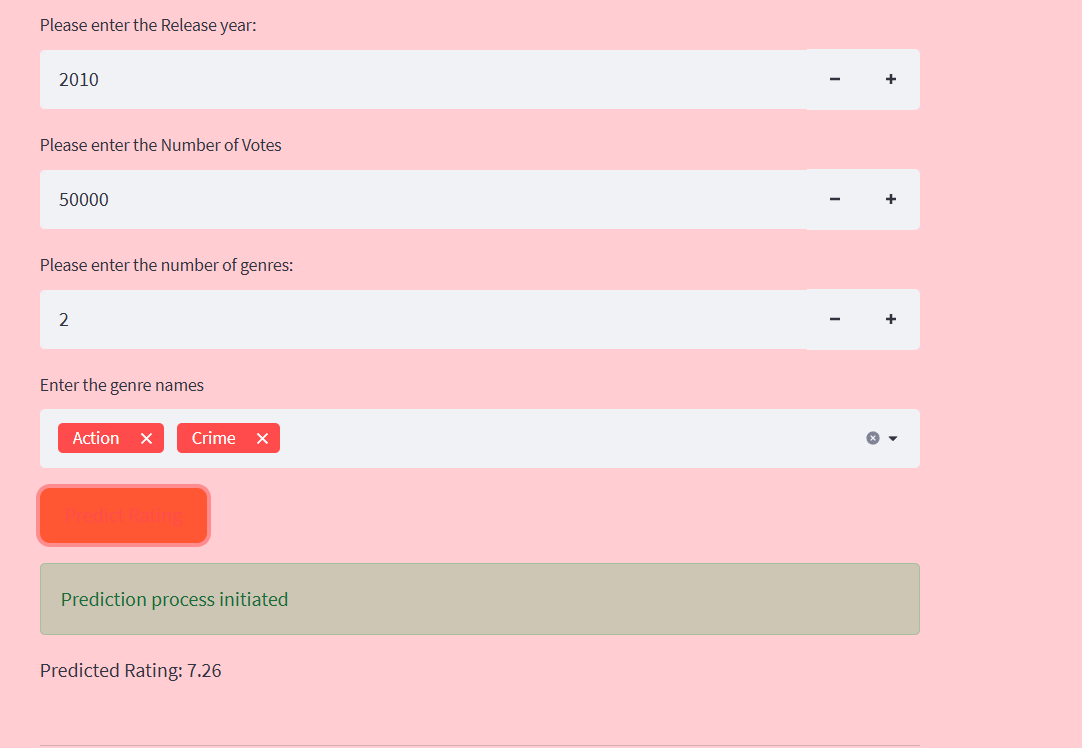 Please enter the Release year:
2010
Please enter the Number of Votes
50000
Please enter the number of genres:
2
Enter the genre names
Action Crime
Predict Rating
Prediction process initiated
Predicted Rating: 7.26